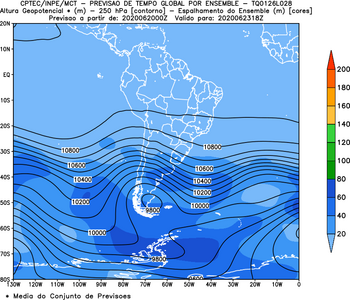 CPTEC/INPE/MCT - PREVISAO DE TEMPO GLOBAL POR ENSEMBLE - TQ0126L028
Altura Geopotencial * (m) - 250 hPa (contorno) - Espalhamento do Ensemble (m) (cores)
Previsao a partir de: 2020062000Z Valido para: 2020062318Z
20N
10N
EQ
10S
20S
30S
40S
50S
60S
70S
80S
10800
10800
10600
10600
10400
10400
10200
10200
10000
10000
9800
9800
9800
200
180
160
140
120
100
80
60
40
20
130W 120W 110W 100W 90W 80W 70W 60W 50W 40W 30W 20W 10W 0
* Media do Conjunto de Previsoes